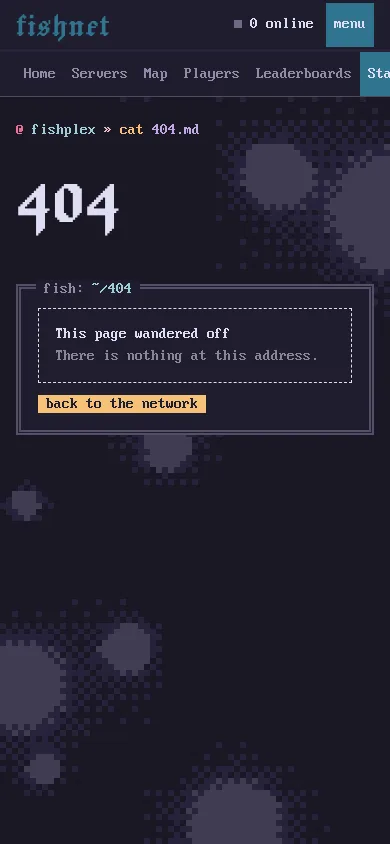 fishnet
0 online
menu
Home Servers Map Players Leaderboards Sta
@ fishplex » cat 404.md
404
fish: ~/404
This page wandered off
There is nothing at this address.
back to the network